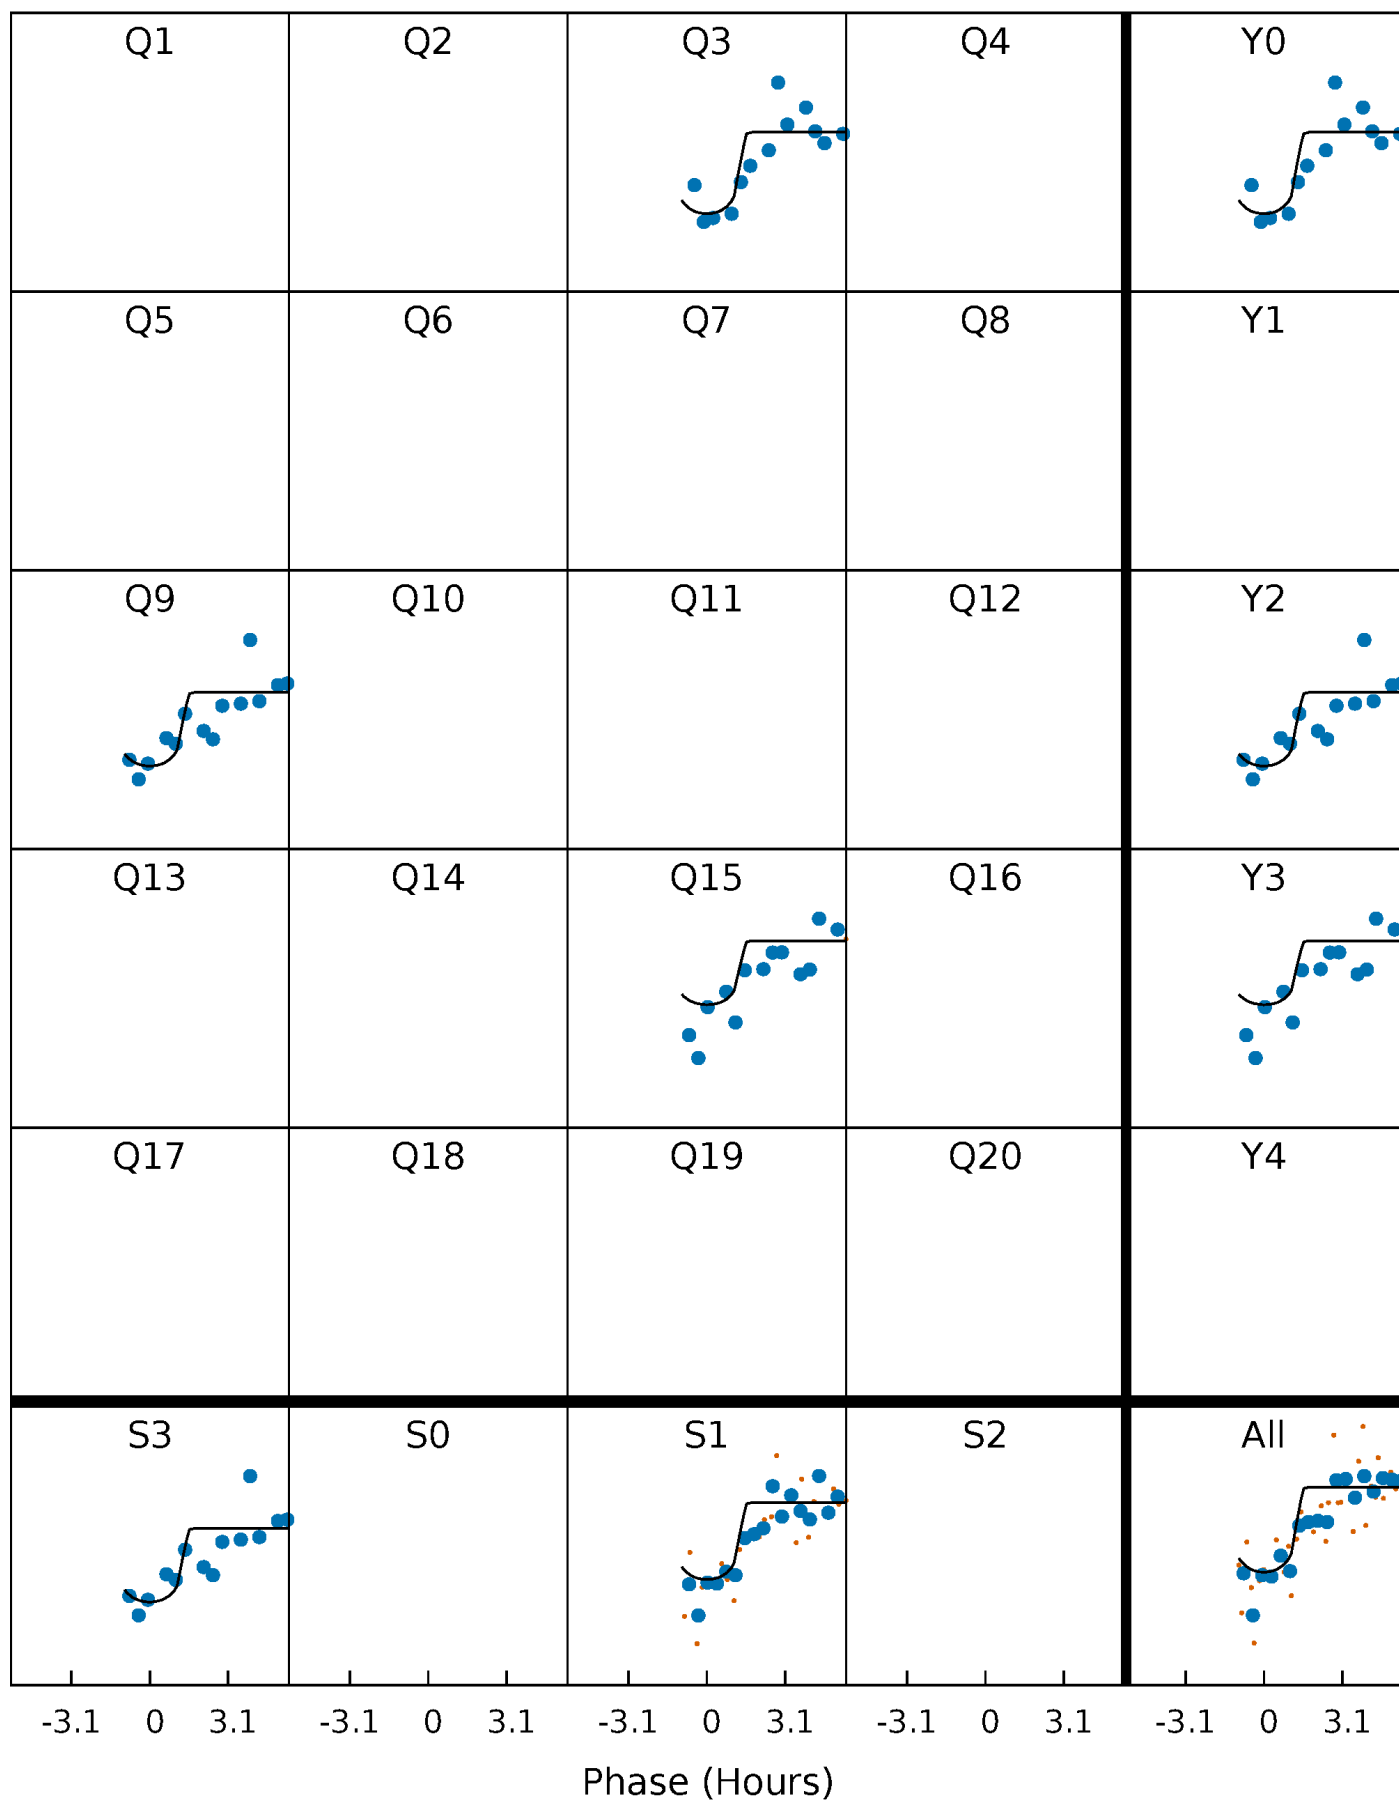 Q1 Q2 Q3 Q4 Y0
Q5 Q6 Q7 Q8 Y1
Q9 Q10 Q11 Q12 Y2
Q13 Q14 Q15 Q16 Y3
Q17 Q18 Q19 Q20 Y4
S3 S0 S1 S2 All
-3.1 0 3.1 -3.1 0 3.1 -3.1 0 3.1 -3.1 0 3.1 -3.1 0 3.1
Phase (Hours)